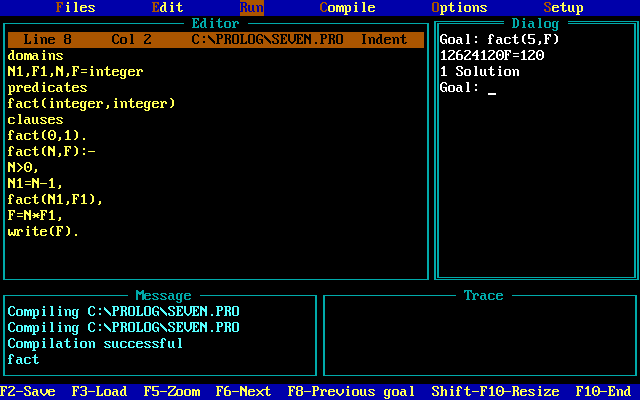 Files Edit Run Compile Options Setup
Editor
Line 8 Col 2 C:\PROLOG\SEVEN.PRO Indent
domains
N1,F1,N,F=integer
predicates
fact(integer,integer)
clauses
fact(0,1).
fact(N,F):-
N>0,
N1=N-1,
fact(N1,F1),
F=N*F1,
write(F).
Dialog
Goal: fact(5,F)
12624120F=120
1 Solution
Goal: _
Message
Compiling C:\PROLOG\SEVEN.PRO
Compiling C:\PROLOG\SEVEN.PRO
Compilation successful
fact
Trace
F2-Save F3-Load F5-Zoom F6-Next F8-Previous goal Shift-F10-Resize F10-End